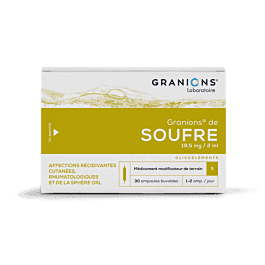 GRANIONS®
Laboratoire
Granions® de
SOUFRE
19,5 mg / 2 ml
OLIGOÉLÉMENTS
AFFECTIONS RÉCIDIVANTES
CUTANÉES,
RHUMATOLOGIQUES
ET DE LA SPHÈRE ORL
Médicament modificateur de terrain
S
30 ampoules buvables
1-2 amp. / jour